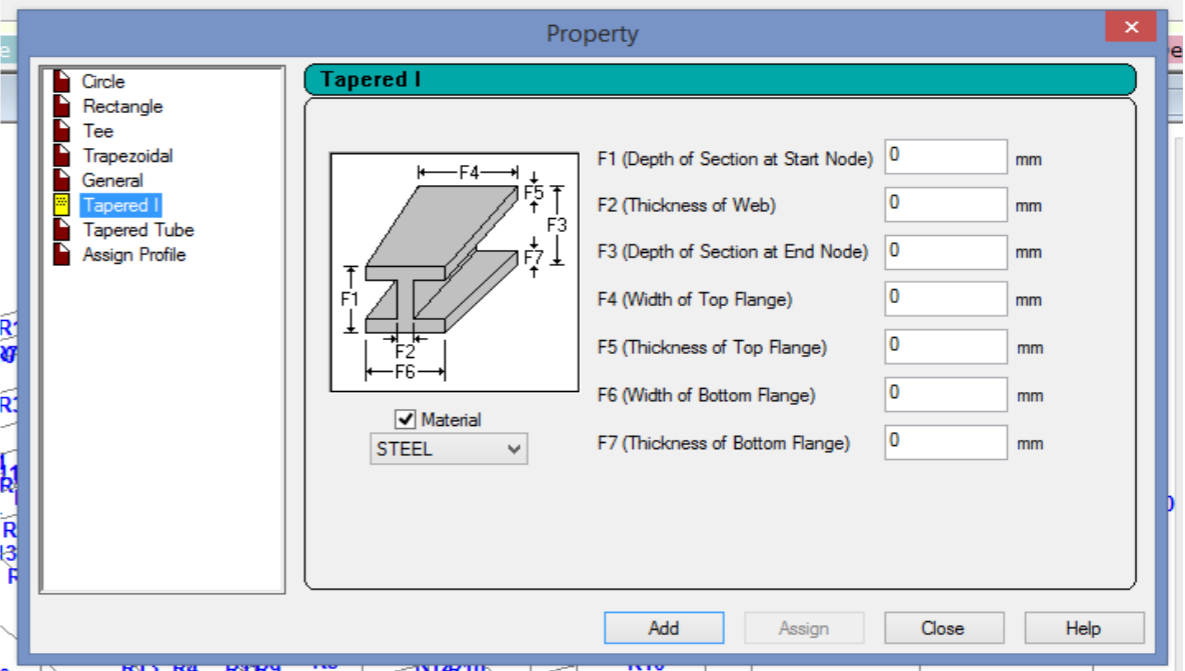 Property
Circle
Rectangle
Tee
Trapezoidal
General
Tapered I
Tapered Tube
Assign Profile
Tapered I
F4
F5
F3
F7
F1
F2
F6
Material
STEEL
F1 (Depth of Section at Start Node) 0 mm
F2 (Thickness of Web) 0 mm
F3 (Depth of Section at End Node) 0 mm
F4 (Width of Top Flange) 0 mm
F5 (Thickness of Top Flange) 0 mm
F6 (Width of Bottom Flange) 0 mm
F7 (Thickness of Bottom Flange) 0 mm
Add Assign Close Help